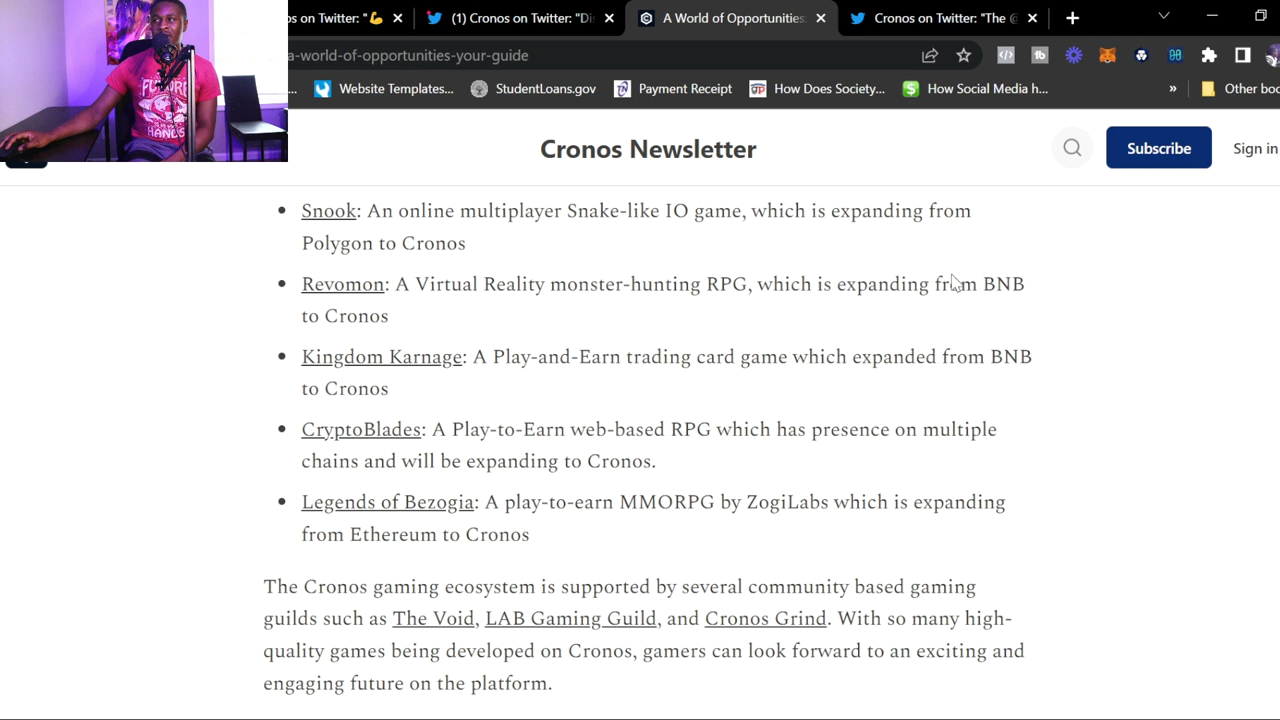 os on Twitter: "💪
(1) Cronos on Twitter: "Di
A World of Opportunities:
Cronos on Twitter: "The @
a-world-of-opportunities-your-guide
Website Templates...
StudentLoans.gov
Payment Receipt
How Does Society...
How Social Media h...
»
Other boo
Cronos Newsletter
Subscribe
Sign in
• Snook: An online multiplayer Snake-like IO game, which is expanding from
Polygon to Cronos
• Revomon: A Virtual Reality monster-hunting RPG, which is expanding from BNB
to Cronos
• Kingdom Karnage: A Play-and-Earn trading card game which expanded from BNB
to Cronos
• CryptoBlades: A Play-to-Earn web-based RPG which has presence on multiple
chains and will be expanding to Cronos.
• Legends of Bezogia: A play-to-earn MMORPG by ZogiLabs which is expanding
from Ethereum to Cronos
The Cronos gaming ecosystem is supported by several community based gaming
guilds such as The Void, LAB Gaming Guild, and Cronos Grind. With so many high-
quality games being developed on Cronos, gamers can look forward to an exciting and
engaging future on the platform.